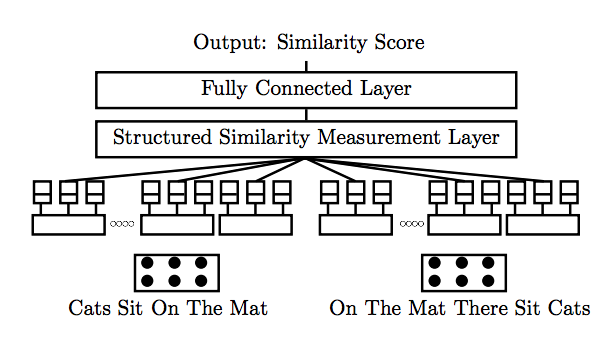 Output: Similarity Score
Fully Connected Layer
Structured Similarity Measurement Layer
Cats Sit On The Mat
On The Mat There Sit Cats